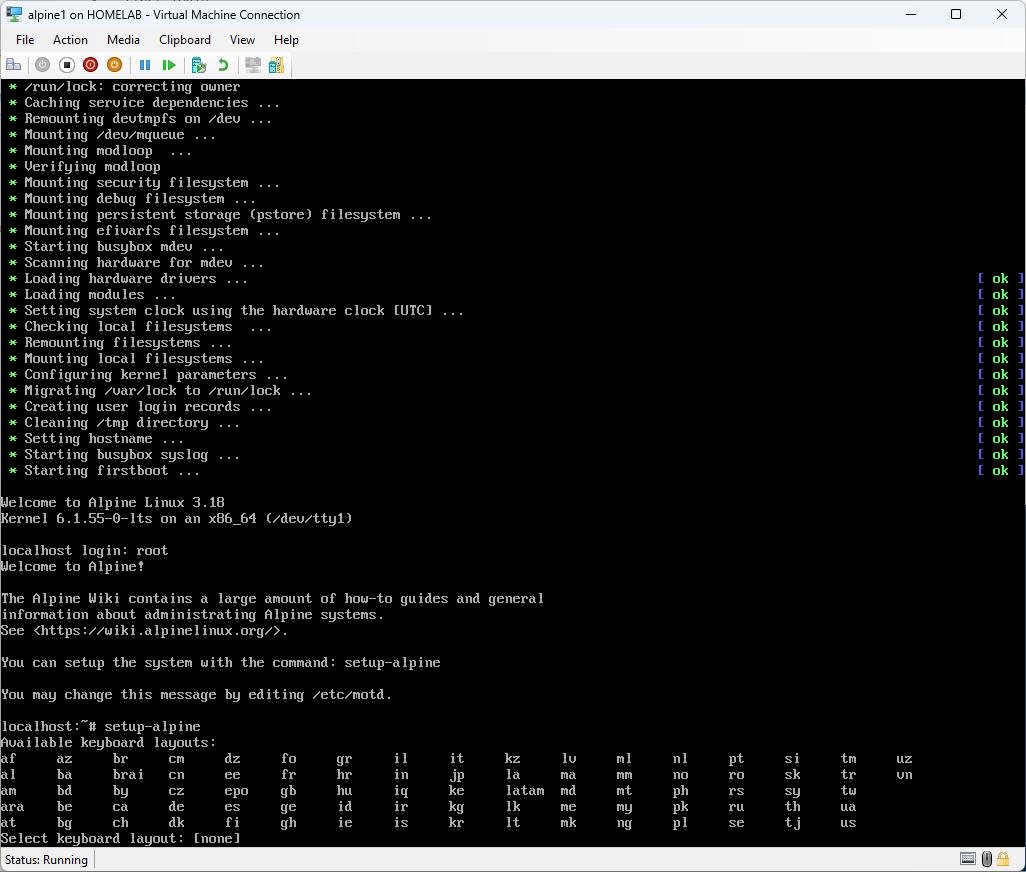 alpine1 on HOMELAB - Virtual Machine Connection
File Action Media Clipboard View Help
* /run/lock: correcting owner
* Caching service dependencies ...
* Remounting devtmpfs on /dev ...
* Mounting /dev/mqueue ...
* Mounting modloop  ...
* Verifying modloop
* Mounting security filesystem ...
* Mounting debug filesystem ...
* Mounting persistent storage (pstore) filesystem ...
* Mounting efivarfs filesystem ...
* Starting busybox mdev ...
* Scanning hardware for mdev ...
* Loading hardware drivers ... [ ok ]
* Loading modules ... [ ok ]
* Setting system clock using the hardware clock [UTC] ... [ ok ]
* Checking local filesystems  ... [ ok ]
* Remounting filesystems ... [ ok ]
* Mounting local filesystems ... [ ok ]
* Configuring kernel parameters ... [ ok ]
* Migrating /var/lock to /run/lock ... [ ok ]
* Creating user login records ... [ ok ]
* Cleaning /tmp directory ... [ ok ]
* Setting hostname ... [ ok ]
* Starting busybox syslog ... [ ok ]
* Starting firstboot ... [ ok ]
Welcome to Alpine Linux 3.18
Kernel 6.1.55-0-lts on an x86_64 (/dev/tty1)
localhost login: root
Welcome to Alpine!
The Alpine Wiki contains a large amount of how-to guides and general
information about administrating Alpine systems.
See <https://wiki.alpinelinux.org/>.
You can setup the system with the command: setup-alpine
You may change this message by editing /etc/motd.
localhost:~# setup-alpine
Available keyboard layouts:
af az br cm dz fo gr il it kz lv ml nl pt si tm uz
al ba brai cn ee fr hr in jp la ma mm no ro sk tr vn
am bd by cz epo gb hu iq ke latam md mt ph rs sy tw
ara be ca de es ge id ir kg lk me my pk ru th ua
at bg ch dk fi gh ie is kr lt mk ng pl se tj us
Select keyboard layout: [none]
Status: Running